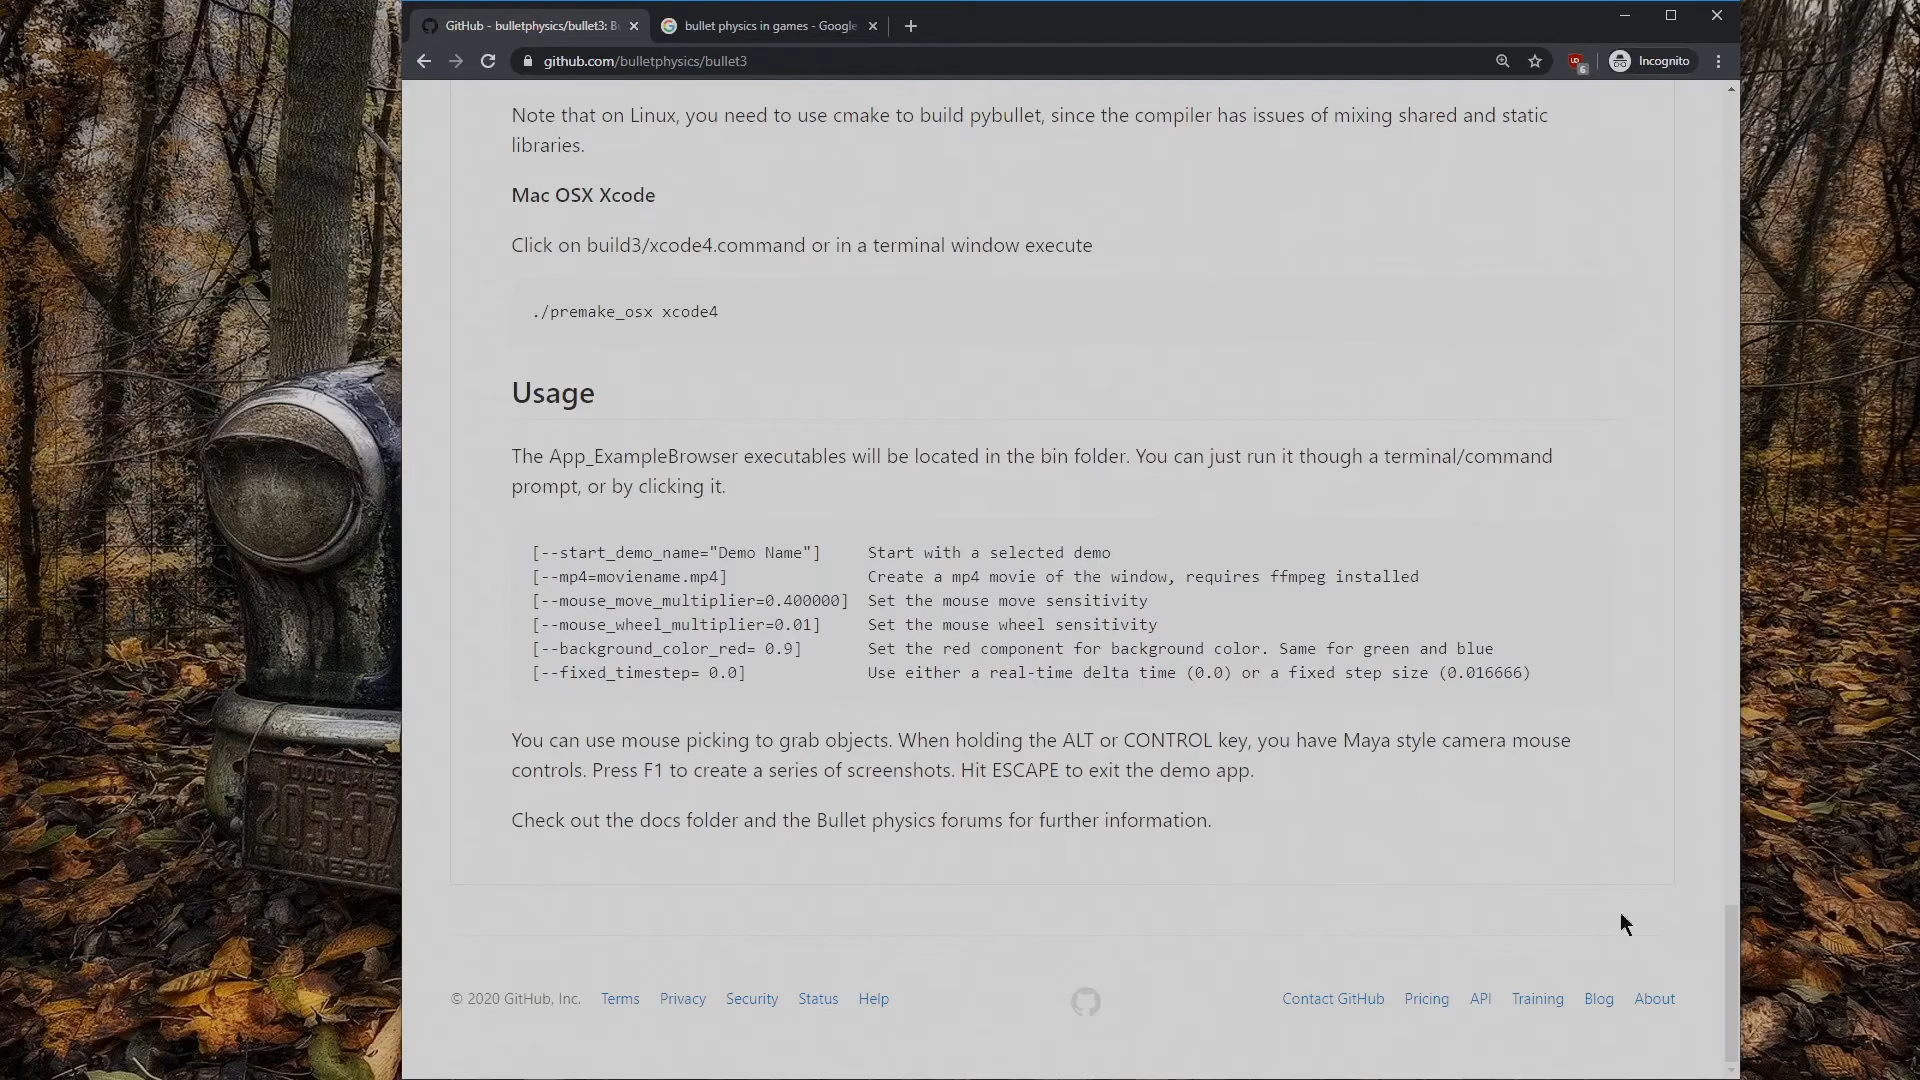 GitHub - bulletphysics/bullet3:
bullet physics in games - Google
github.com/bulletphysics/bullet3
6
Incognito
Note that on Linux, you need to use cmake to build pybullet, since the compiler has issues of mixing shared and static
libraries.
Mac OSX Xcode
Click on build3/xcode4.command or in a terminal window execute
./premake_osx xcode4
Usage
The App_ExampleBrowser executables will be located in the bin folder. You can just run it though a terminal/command
prompt, or by clicking it.
[--start_demo_name="Demo Name"] Start with a selected demo
[--mp4=moviename.mp4] Create a mp4 movie of the window, requires ffmpeg installed
[--mouse_move_multiplier=0.400000] Set the mouse move sensitivity
[--mouse_wheel_multiplier=0.01] Set the mouse wheel sensitivity
[--background_color_red= 0.9] Set the red component for background color. Same for green and blue
[--fixed_timestep= 0.0] Use either a real-time delta time (0.0) or a fixed step size (0.016666)
You can use mouse picking to grab objects. When holding the ALT or CONTROL key, you have Maya style camera mouse
controls. Press F1 to create a series of screenshots. Hit ESCAPE to exit the demo app.
Check out the docs folder and the Bullet physics forums for further information.
10,000 LAKES
205-87
MINNESOTA
© 2020 GitHub, Inc. Terms Privacy Security Status Help Contact GitHub Pricing API Training Blog About